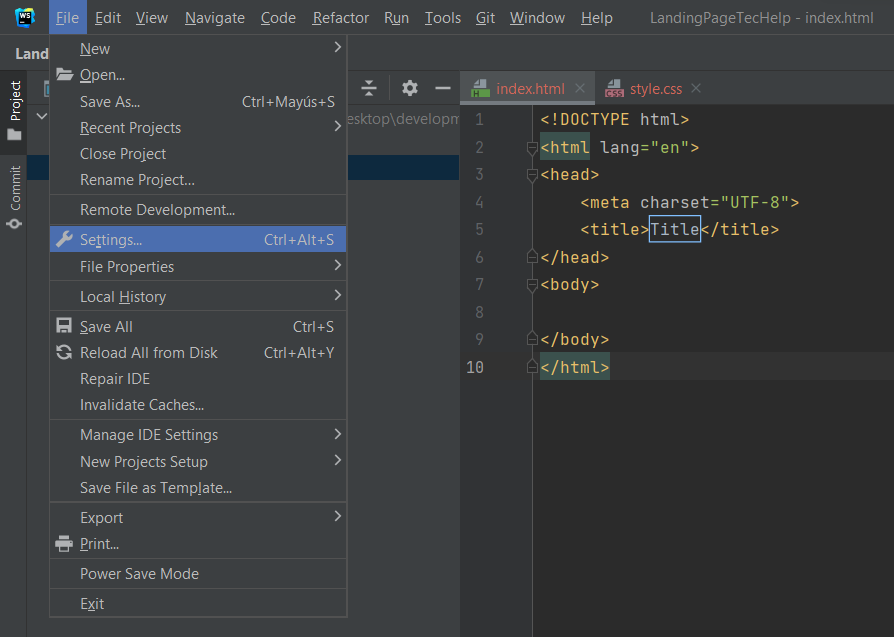 WS File Edit View Navigate Code Refactor Run Tools Git Window Help LandingPageTecHelp - index.html
Land
Project
Commit
New
Open...
Save As... Ctrl+Mayús+S
Recent Projects
Close Project
Rename Project...
Remote Development...
Settings... Ctrl+Alt+S
File Properties
Local History
Save All Ctrl+S
Reload All from Disk Ctrl+Alt+Y
Repair IDE
Invalidate Caches...
Manage IDE Settings
New Projects Setup
Save File as Template...
Export
Print...
Power Save Mode
Exit
esktop\developm
H index.html CSS style.css
1 <!DOCTYPE html>
2 <html lang="en">
3 <head>
4 <meta charset="UTF-8">
5 <title>Title</title>
6 </head>
7 <body>
8
9 </body>
10 </html>